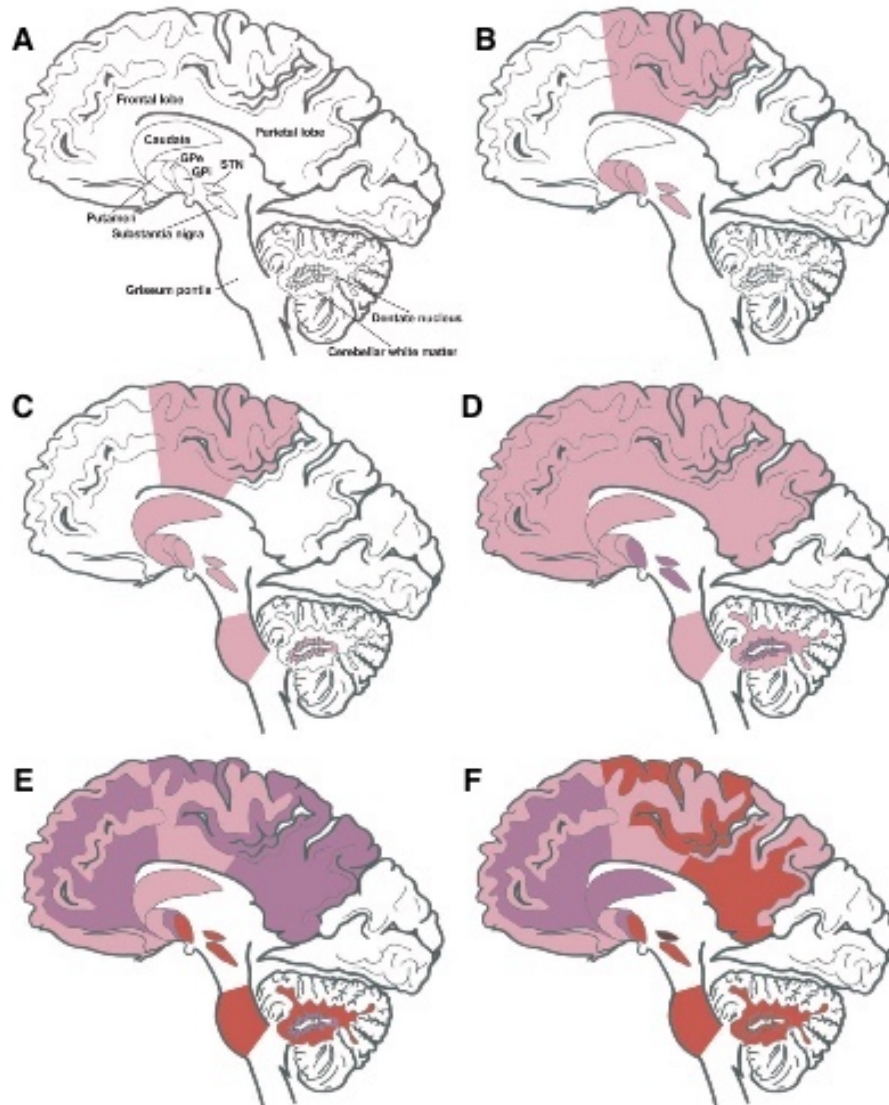 A
B
Frontal lobe
Parietal lobe
Caudate
GPe
STN
GPi
Putamen
Substantia nigra
Griseum pontis
Dentate nucleus
Cerebellar white matter
C
D
E
F